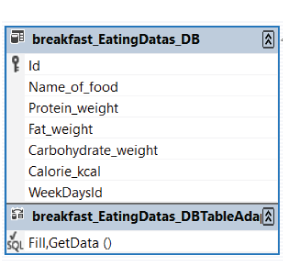 breakfast_EatingDatas_DB
Id
Name_of_food
Protein_weight
Fat_weight
Carbohydrate_weight
Calorie_kcal
WeekDaysId
breakfast_EatingDatas_DBTableAda
SQL Fill,GetData ()